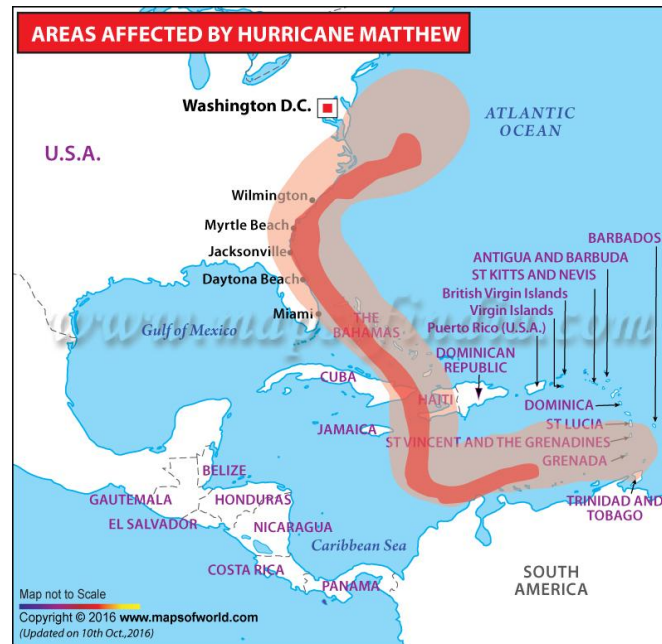 AREAS AFFECTED BY HURRICANE MATTHEW
Washington D.C.
ATLANTIC
OCEAN
U.S.A.
Wilmington
Myrtle Beach
Jacksonville
Daytona Beach
Miami
Gulf of Mexico
THE
BAHAMAS
BARBADOS
ANTIGUA AND BARBUDA
ST KITTS AND NEVIS
British Virgin Islands
Virgin Islands
Puerto Rico (U.S.A.)
DOMINICAN
REPUBLIC
CUBA
HAITI
DOMINICA
JAMAICA
ST LUCIA
ST VINCENT AND THE GRENADINES
GRENADA
BELIZE
TRINIDAD AND
TOBAGO
GAUTEMALA
HONDURAS
EL SALVADOR
NICARAGUA
Caribbean Sea
COSTA RICA
PANAMA
SOUTH
AMERICA
Map not to Scale
Copyright © 2016 www.mapsofworld.com
(Updated on 10th Oct.,2016)